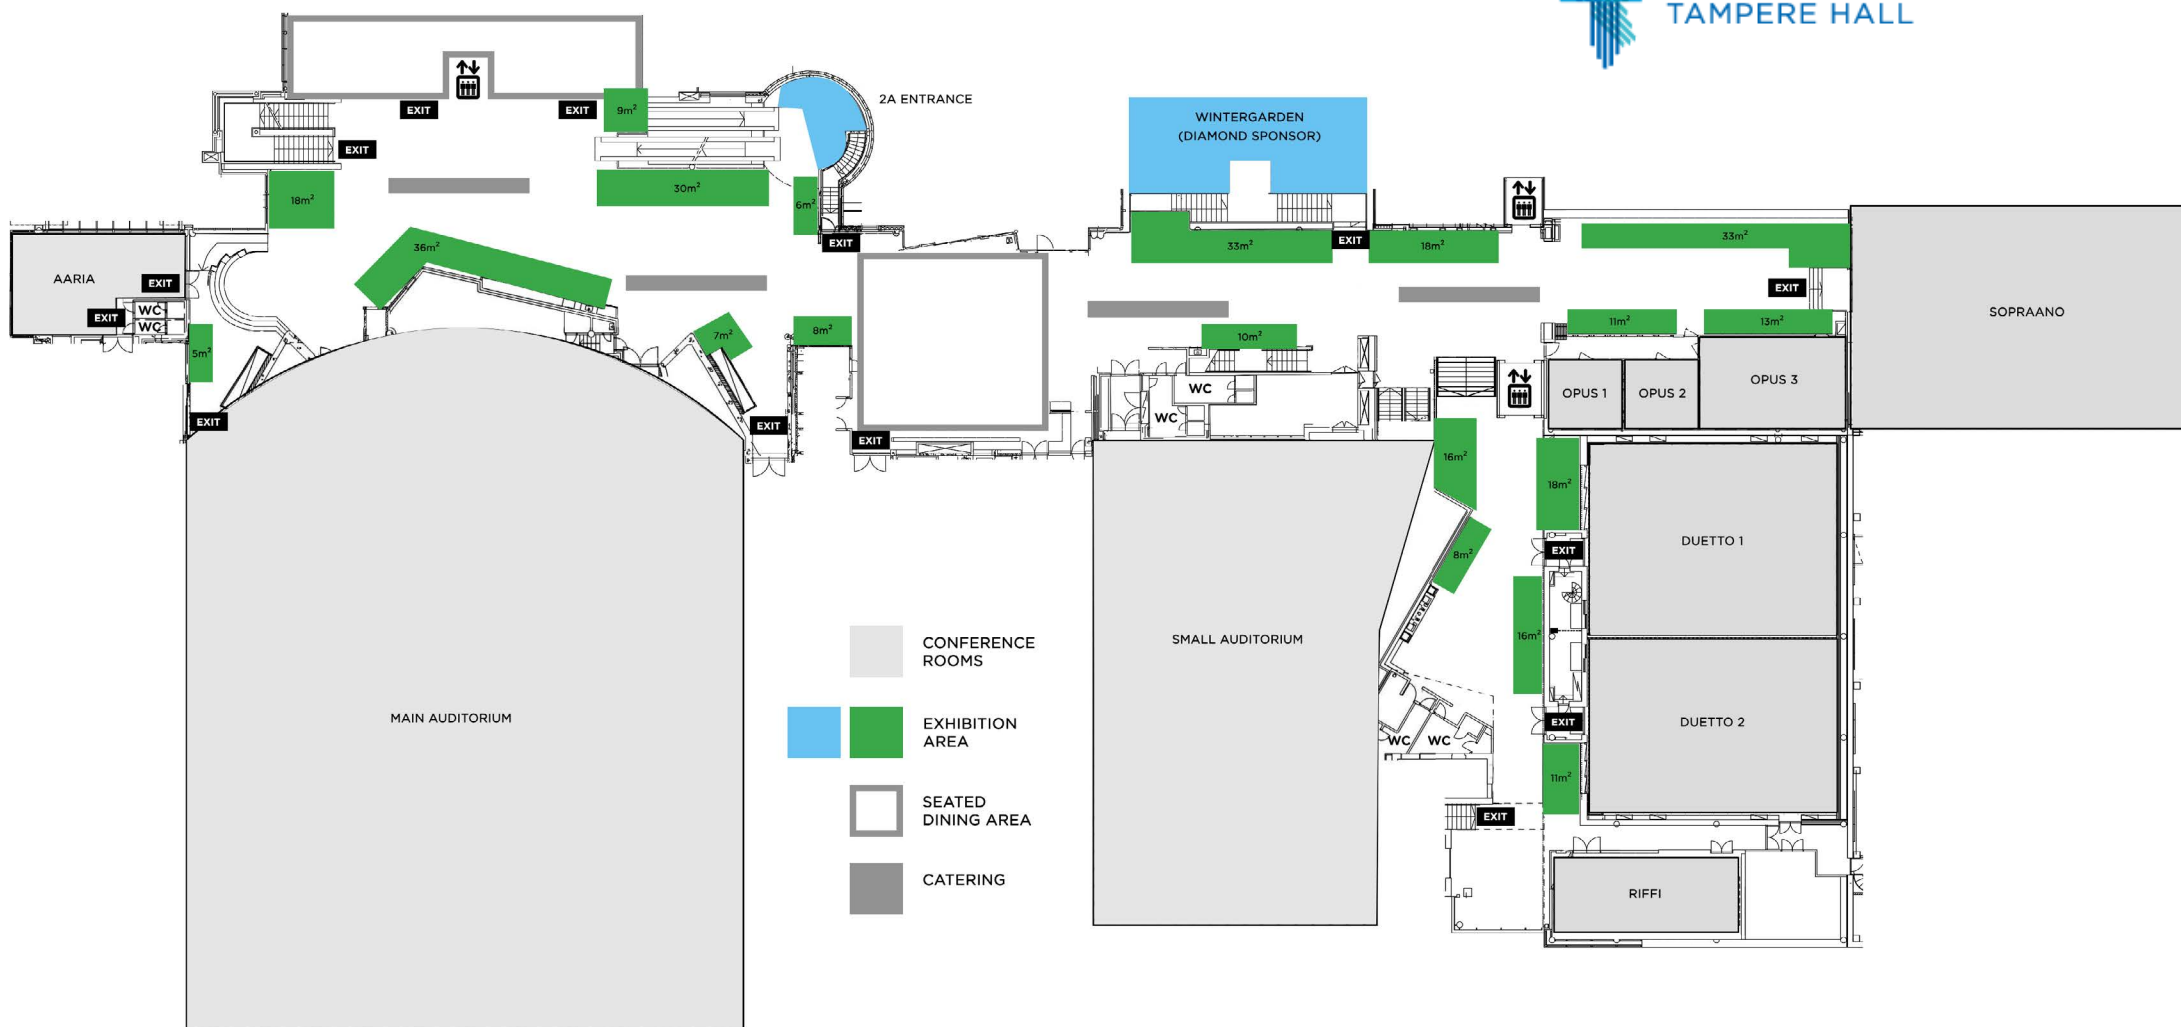 TAMPERE HALL
EXIT
EXIT
9m²
2A ENTRANCE
WINTERGARDEN
(DIAMOND SPONSOR)
EXIT
18m²
30m²
6m²
EXIT
36m²
33m²
EXIT
18m²
33m²
AARIA
EXIT
EXIT
WC
WC
EXIT
SOPRAANO
5m²
7m²
8m²
10m²
11m²
13m²
WC
WC
OPUS 1
OPUS 2
OPUS 3
EXIT
EXIT
EXIT
16m²
18m²
8m²
EXIT
DUETTO 1
16m²
SMALL AUDITORIUM
CONFERENCE
ROOMS
MAIN AUDITORIUM
EXHIBITION
AREA
WC
WC
EXIT
DUETTO 2
11m²
SEATED
DINING AREA
EXIT
CATERING
RIFFI